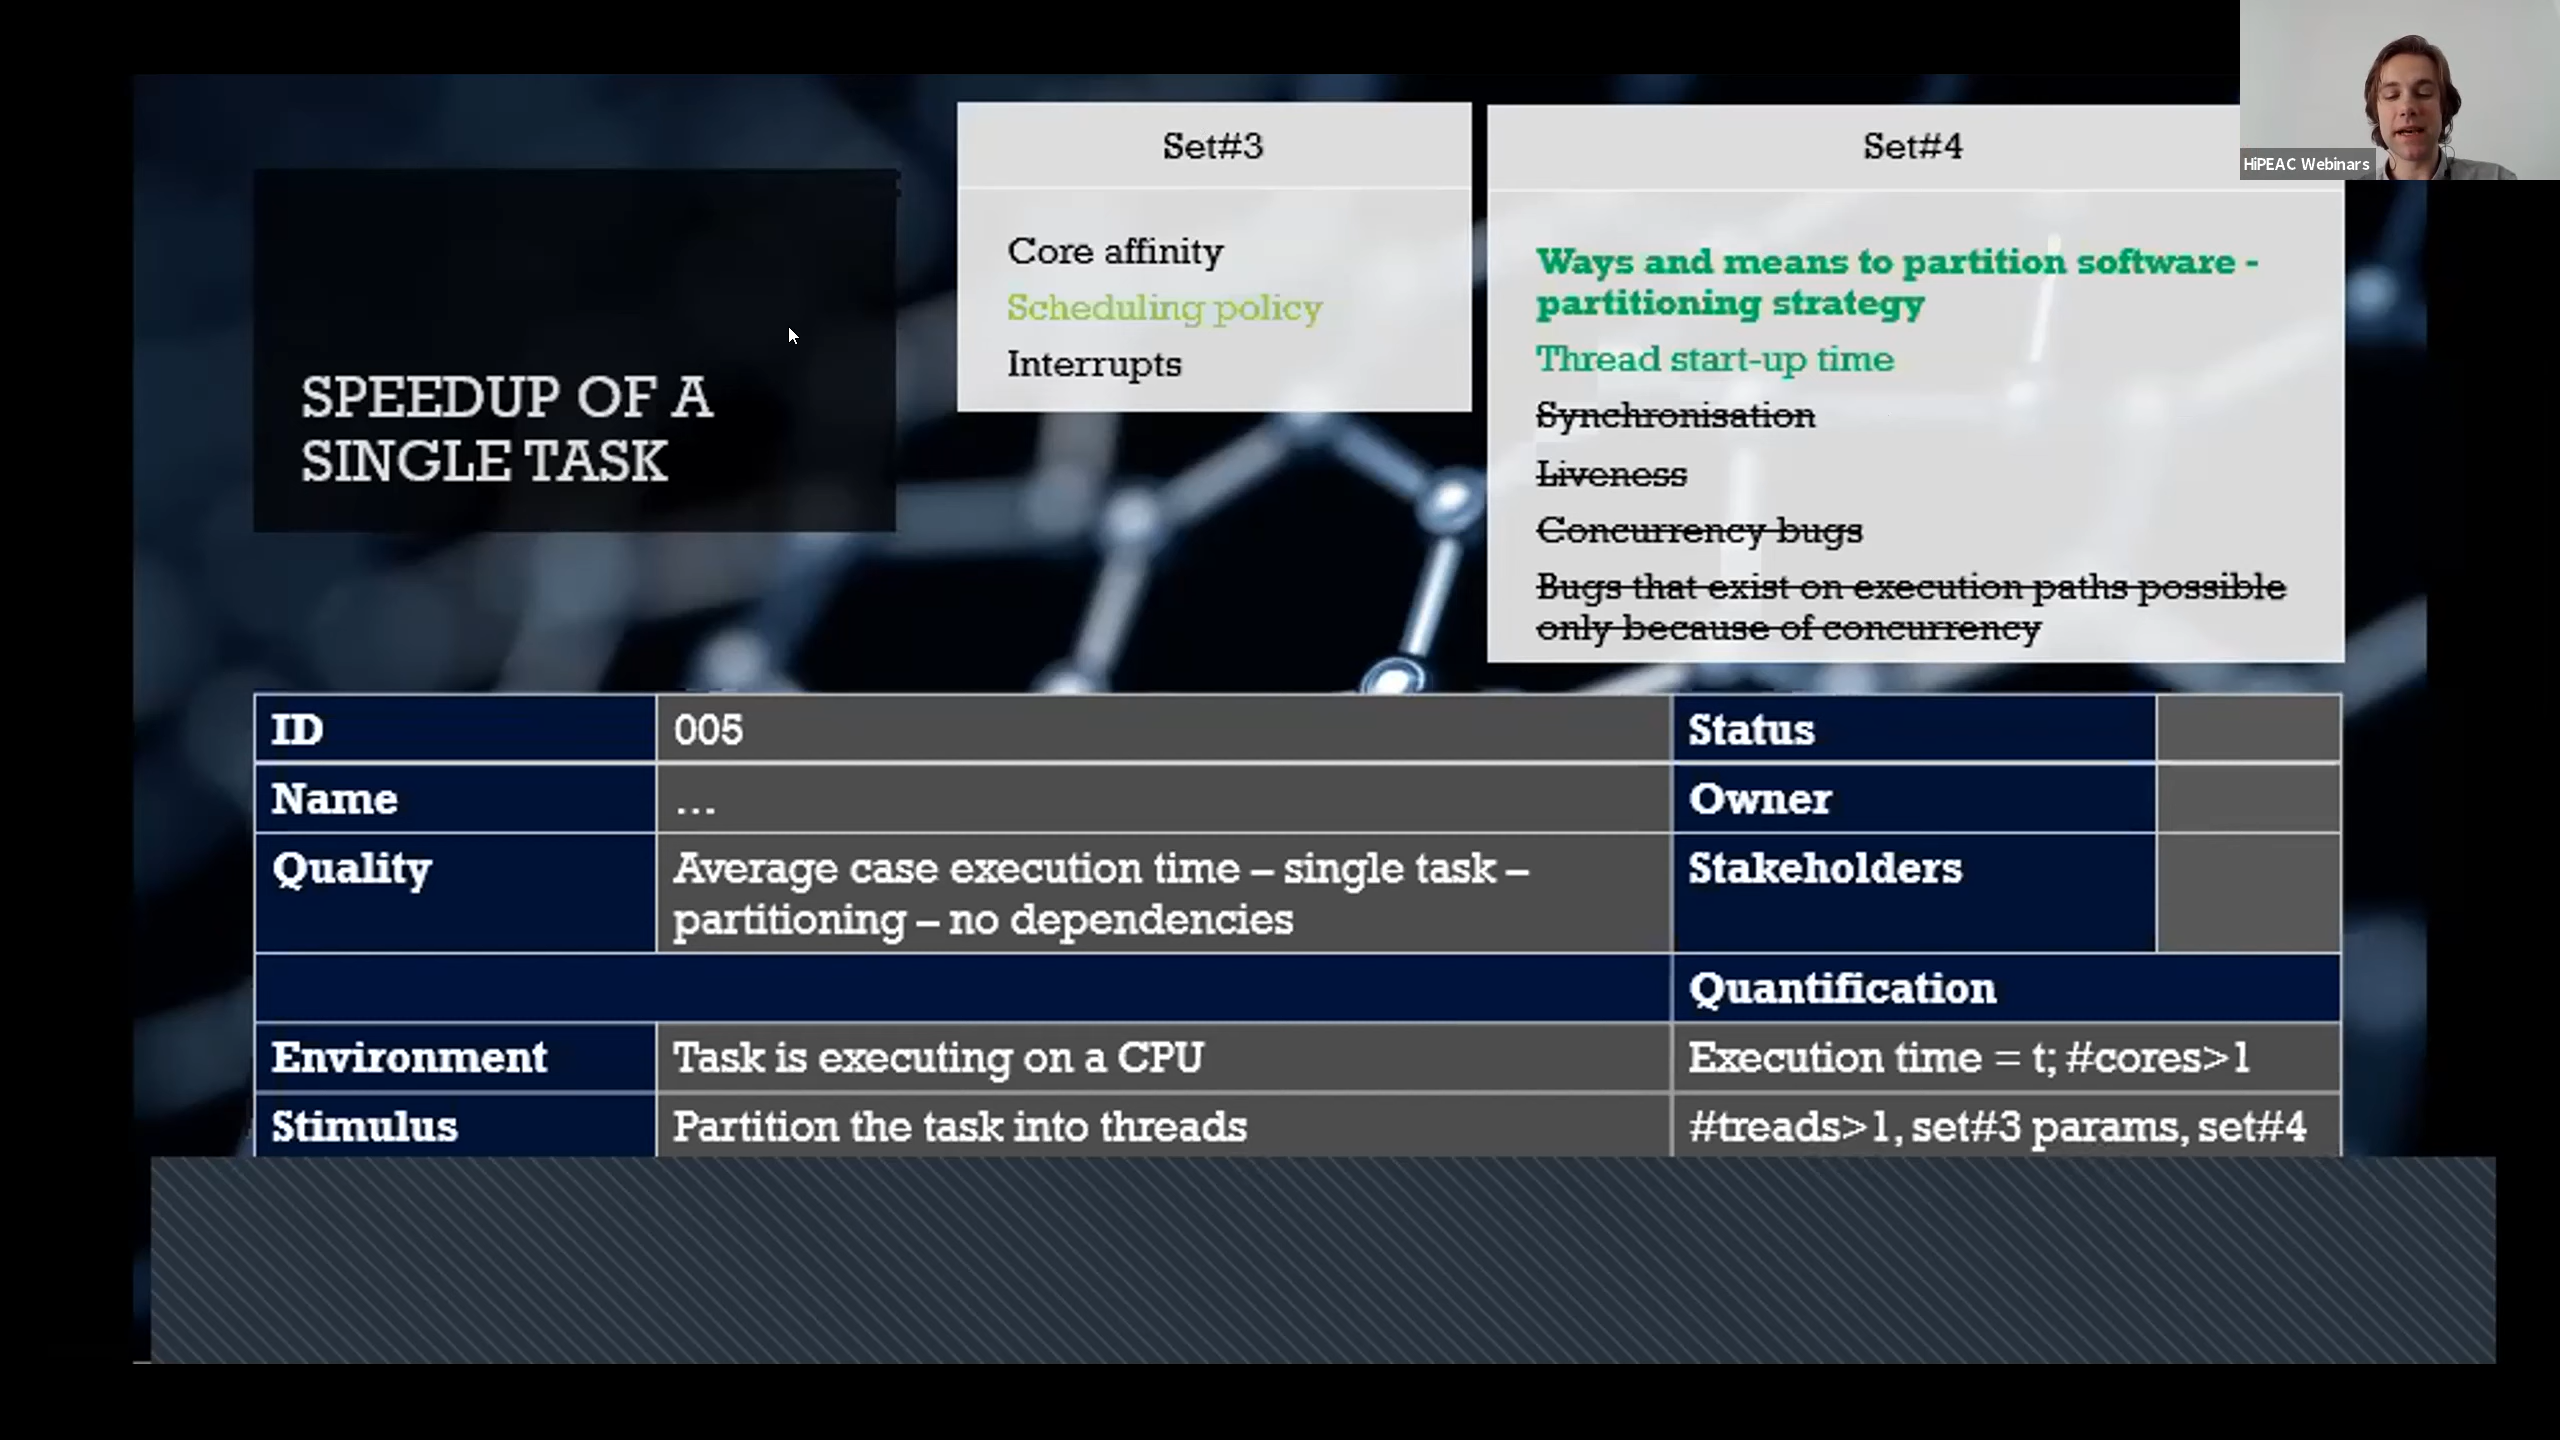 SPEEDUP OF A
SINGLE TASK
Set#3
Core affinity
Scheduling policy
Interrupts
Set#4
Ways and means to partition software -
partitioning strategy
Thread start-up time
Synchronisation
Liveness
Concurrency bugs
Bugs that exist on execution paths possible
only because of concurrency
HiPEAC Webinars
ID 005 Status
Name ... Owner
Quality Average case execution time – single task – Stakeholders
partitioning – no dependencies
Quantification
Environment Task is executing on a CPU Execution time = t; #cores>1
Stimulus Partition the task into threads #treads>1, set#3 params, set#4